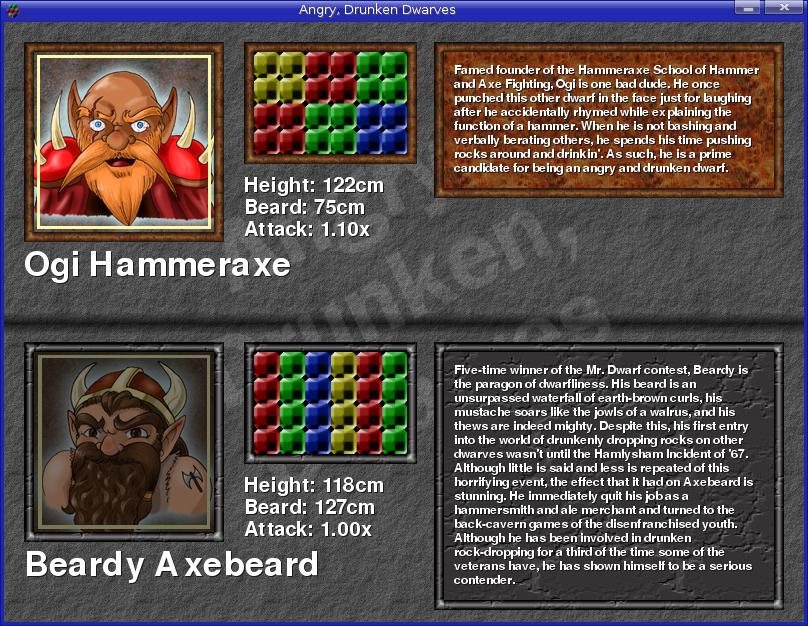 Angry, Drunken Dwarves
Famed founder of the Hammeraxe School of Hammer
and Axe Fighting, Ogi is one bad dude. He once
punched this other dwarf in the face just for laughing
after he accidentally rhymed while explaining the
function of a hammer. When he is not bashing and
verbally berating others, he spends his time pushing
rocks around and drinkin'. As such, he is a prime
candidate for being an angry and drunken dwarf.
Height: 122cm
Beard: 75cm
Attack: 1.10x
Ogi Hammeraxe
Angry,
Drunken,
Dwarves
Five-time winner of the Mr. Dwarf contest, Beardy is
the paragon of dwarfliness. His beard is an
unsurpassed waterfall of earth-brown curls, his
mustache soars like the jowls of a walrus, and his
thews are indeed mighty. Despite this, his first entry
into the world of drunkenly dropping rocks on other
dwarves wasn't until the Hamlysham Incident of '67.
Although little is said and less is repeated of this
horrifying event, the effect that it had on Axebeard is
stunning. He immediately quit his job as a
hammersmith and ale merchant and turned to the
back-cavern games of the disenfranchised youth.
Although he has been involved in drunken
rock-dropping for a third of the time some of the
veterans have, he has shown himself to be a serious
contender.
Height: 118cm
Beard: 127cm
Attack: 1.00x
Beardy Axebeard